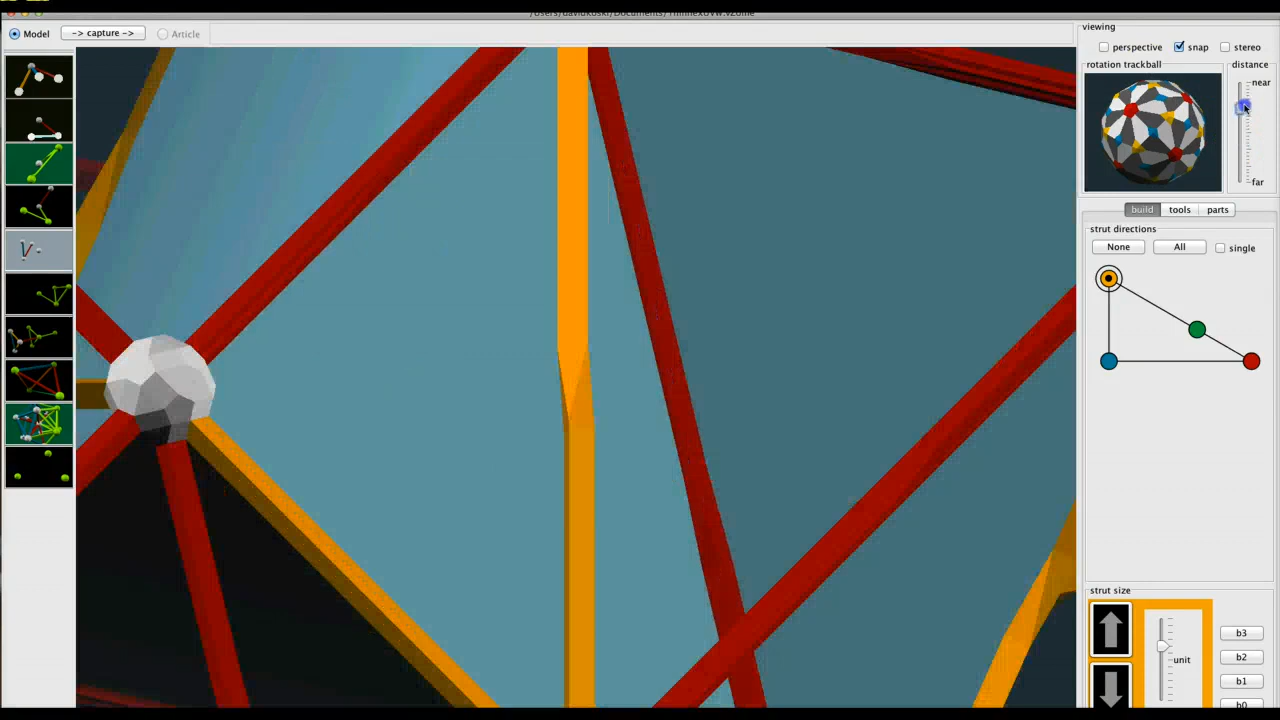 Model
-> capture ->
Article
viewing
perspective
snap
stereo
rotation trackball
distance
near
far
build
tools
parts
strut directions
None
All
single
strut size
unit
b3
b2
b1
b0